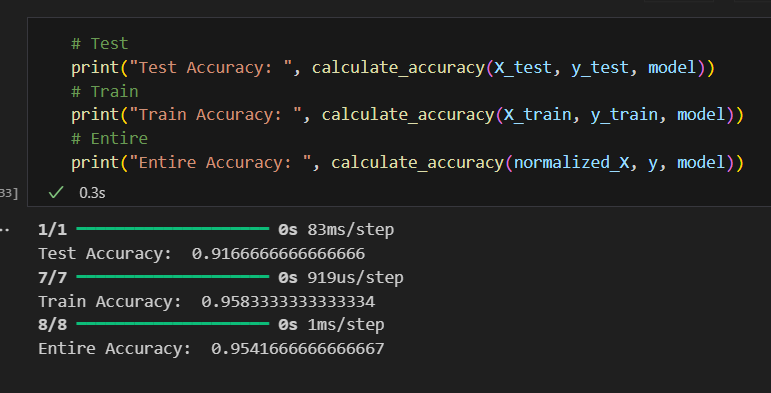 # Test
print("Test Accuracy: ", calculate_accuracy(X_test, y_test, model))
# Train
print("Train Accuracy: ", calculate_accuracy(X_train, y_train, model))
# Entire
print("Entire Accuracy: ", calculate_accuracy(normalized_X, y, model))
33] 0.3s
1/1 0s 83ms/step
Test Accuracy:  0.9166666666666666
7/7 0s 919us/step
Train Accuracy:  0.9583333333333334
8/8 0s 1ms/step
Entire Accuracy:  0.9541666666666667